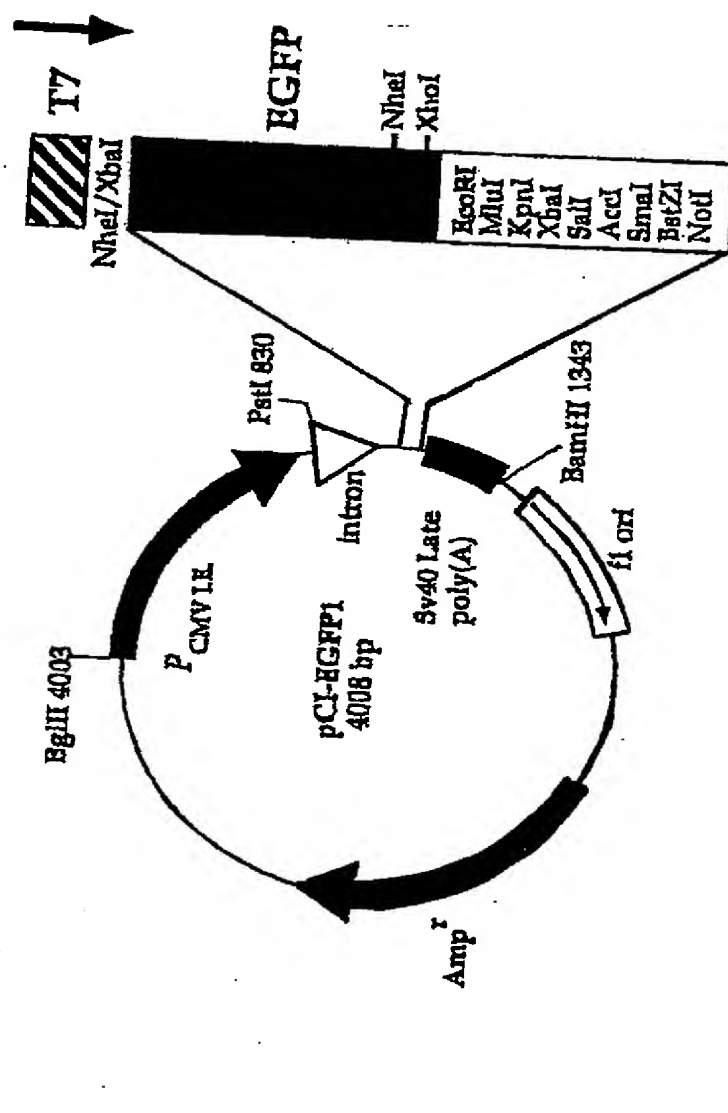 T7
NheI/XbaI
EGFP
NheI
XhoI
EcoRI
MluI
KpnI
XbaI
SalI
AccI
SmaI
BstZI
NotI
PstI 830
Intron
BglII 4003
P CMV I.E.
Sv40 Late
poly(A)
BamHI 1343
pCI-EGFP1
4008 bp
f1 ori
Amp r